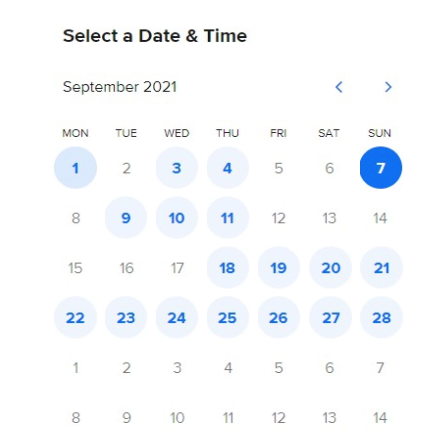 Select a Date & Time
September 2021
MON TUE WED THU FRI SAT SUN
1 2 3 4 5 6 7
8 9 10 11 12 13 14
15 16 17 18 19 20 21
22 23 24 25 26 27 28
1 2 3 4 5 6 7
8 9 10 11 12 13 14